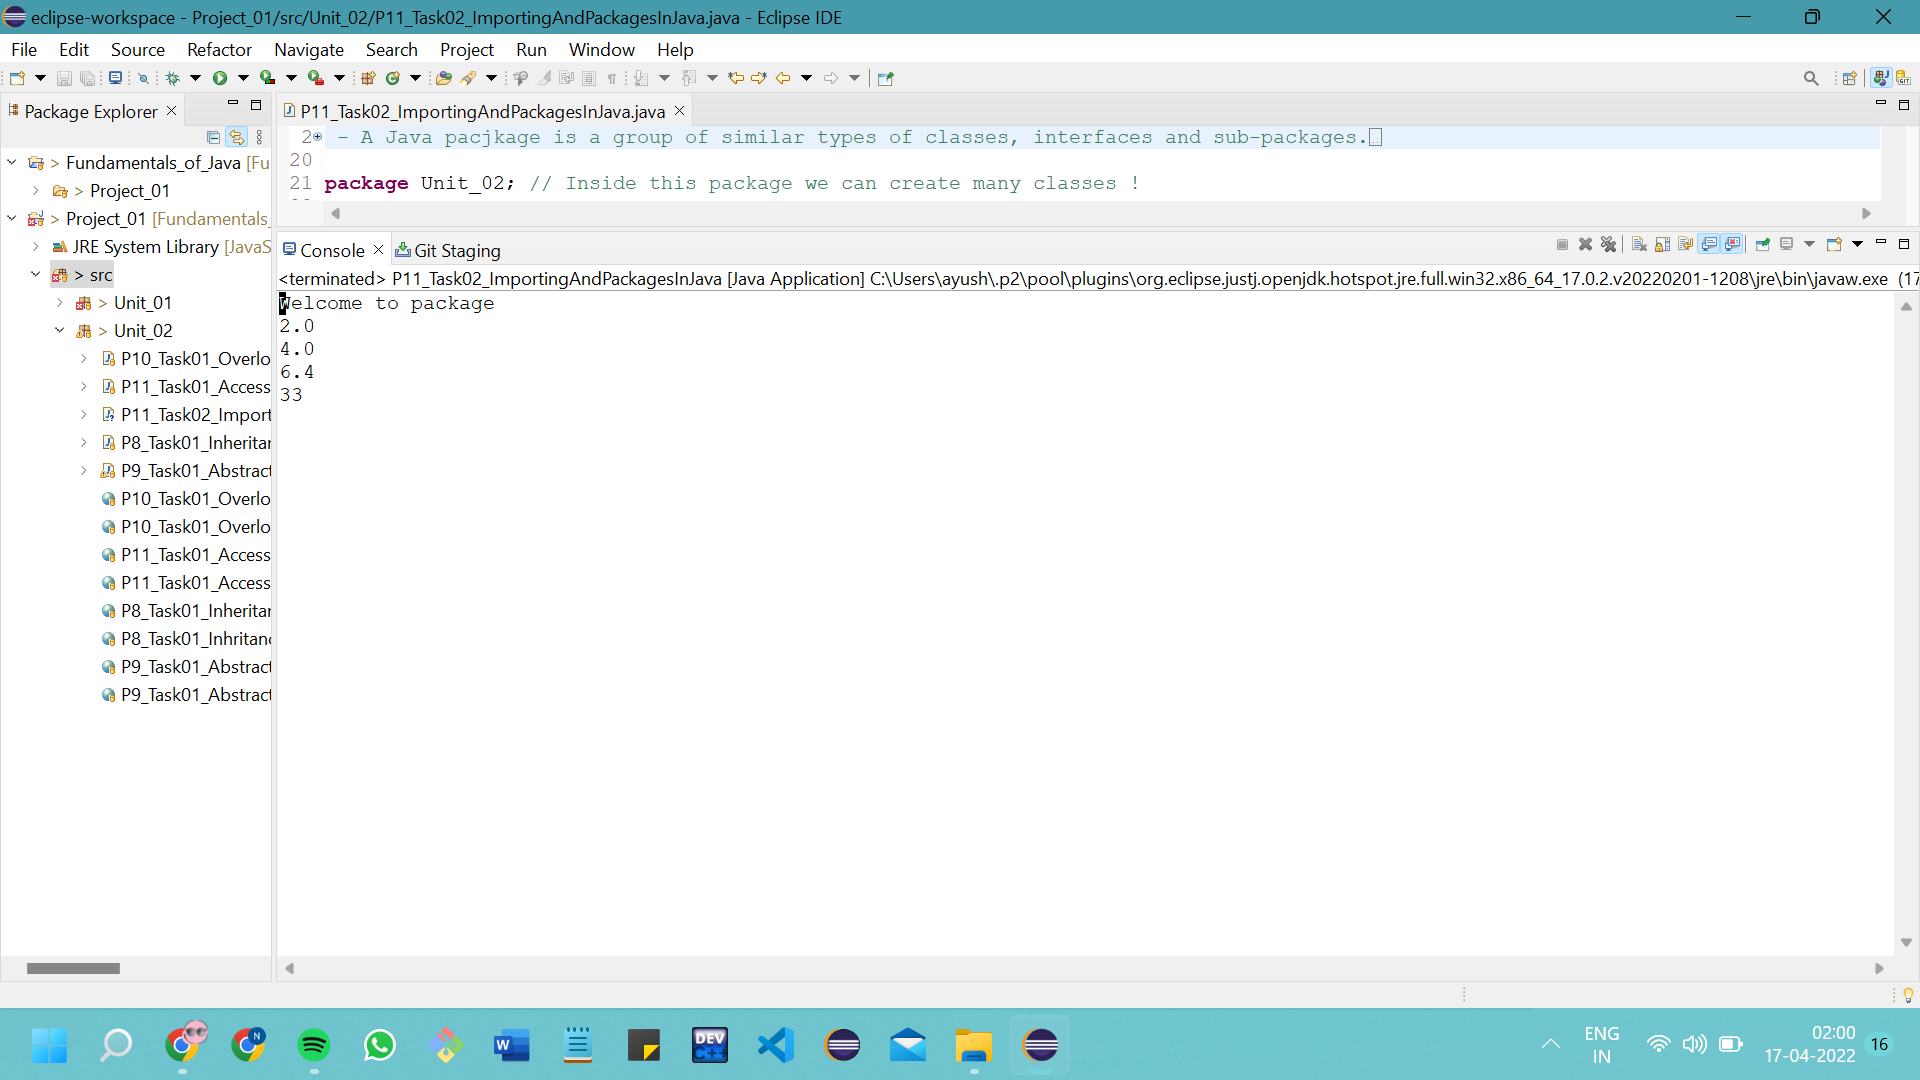 eclipse-workspace - Project_01/src/Unit_02/P11_Task02_ImportingAndPackagesInJava.java - Eclipse IDE
File Edit Source Refactor Navigate Search Project Run Window Help
Package Explorer
P11_Task02_ImportingAndPackagesInJava.java
2 - A Java pacjkage is a group of similar types of classes, interfaces and sub-packages.
20
21 package Unit_02; // Inside this package we can create many classes !
> Fundamentals_of_Java [Fu
> Project_01
> Project_01 [Fundamentals_
JRE System Library [JavaS
> src
> Unit_01
> Unit_02
P10_Task01_Overlo
P11_Task01_Access
P11_Task02_Import
P8_Task01_Inheritan
P9_Task01_Abstract
P10_Task01_Overlo
P10_Task01_Overlo
P11_Task01_Access
P11_Task01_Access
P8_Task01_Inheritan
P8_Task01_Inhritanc
P9_Task01_Abstract
P9_Task01_Abstract
Console Git Staging
<terminated> P11_Task02_ImportingAndPackagesInJava [Java Application] C:\Users\ayush\.p2\pool\plugins\org.eclipse.justj.openjdk.hotspot.jre.full.win32.x86_64_17.0.2.v20220201-1208\jre\bin\javaw.exe (17
Welcome to package
2.0
4.0
6.4
33
N
W
DEV
C++
ENG
IN
02:00
17-04-2022
16